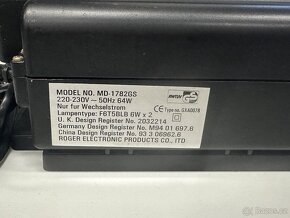 MODEL NO. MD-1782GS
220-230V ~ 50Hz 64W
Nur für Wechselstrom
Lampentype: F6T5BLB 6W x 2
U. K. Design Register No. 2032214
Germany Design Register No. M94 01 697.6
China Design Register No. 93 3 06962.6
ROGER ELECTRONIC PRODUCTS CO., LTD.